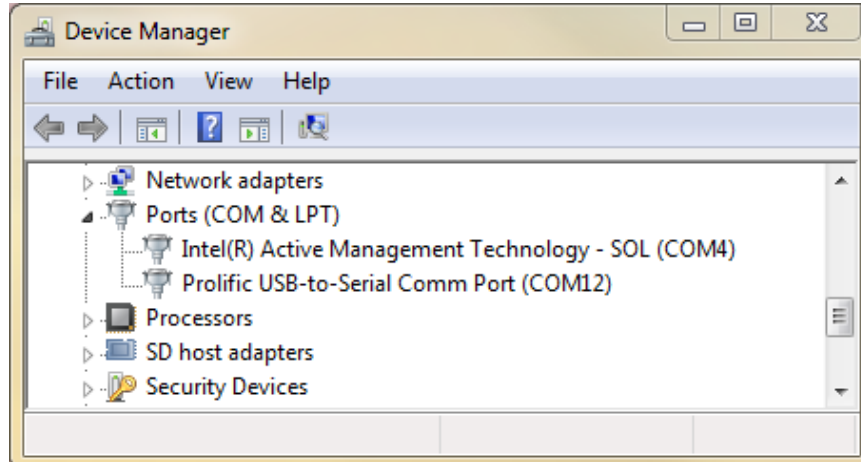 Device Manager
File Action View Help
Network adapters
Ports (COM & LPT)
Intel(R) Active Management Technology - SOL (COM4)
Prolific USB-to-Serial Comm Port (COM12)
Processors
SD host adapters
Security Devices